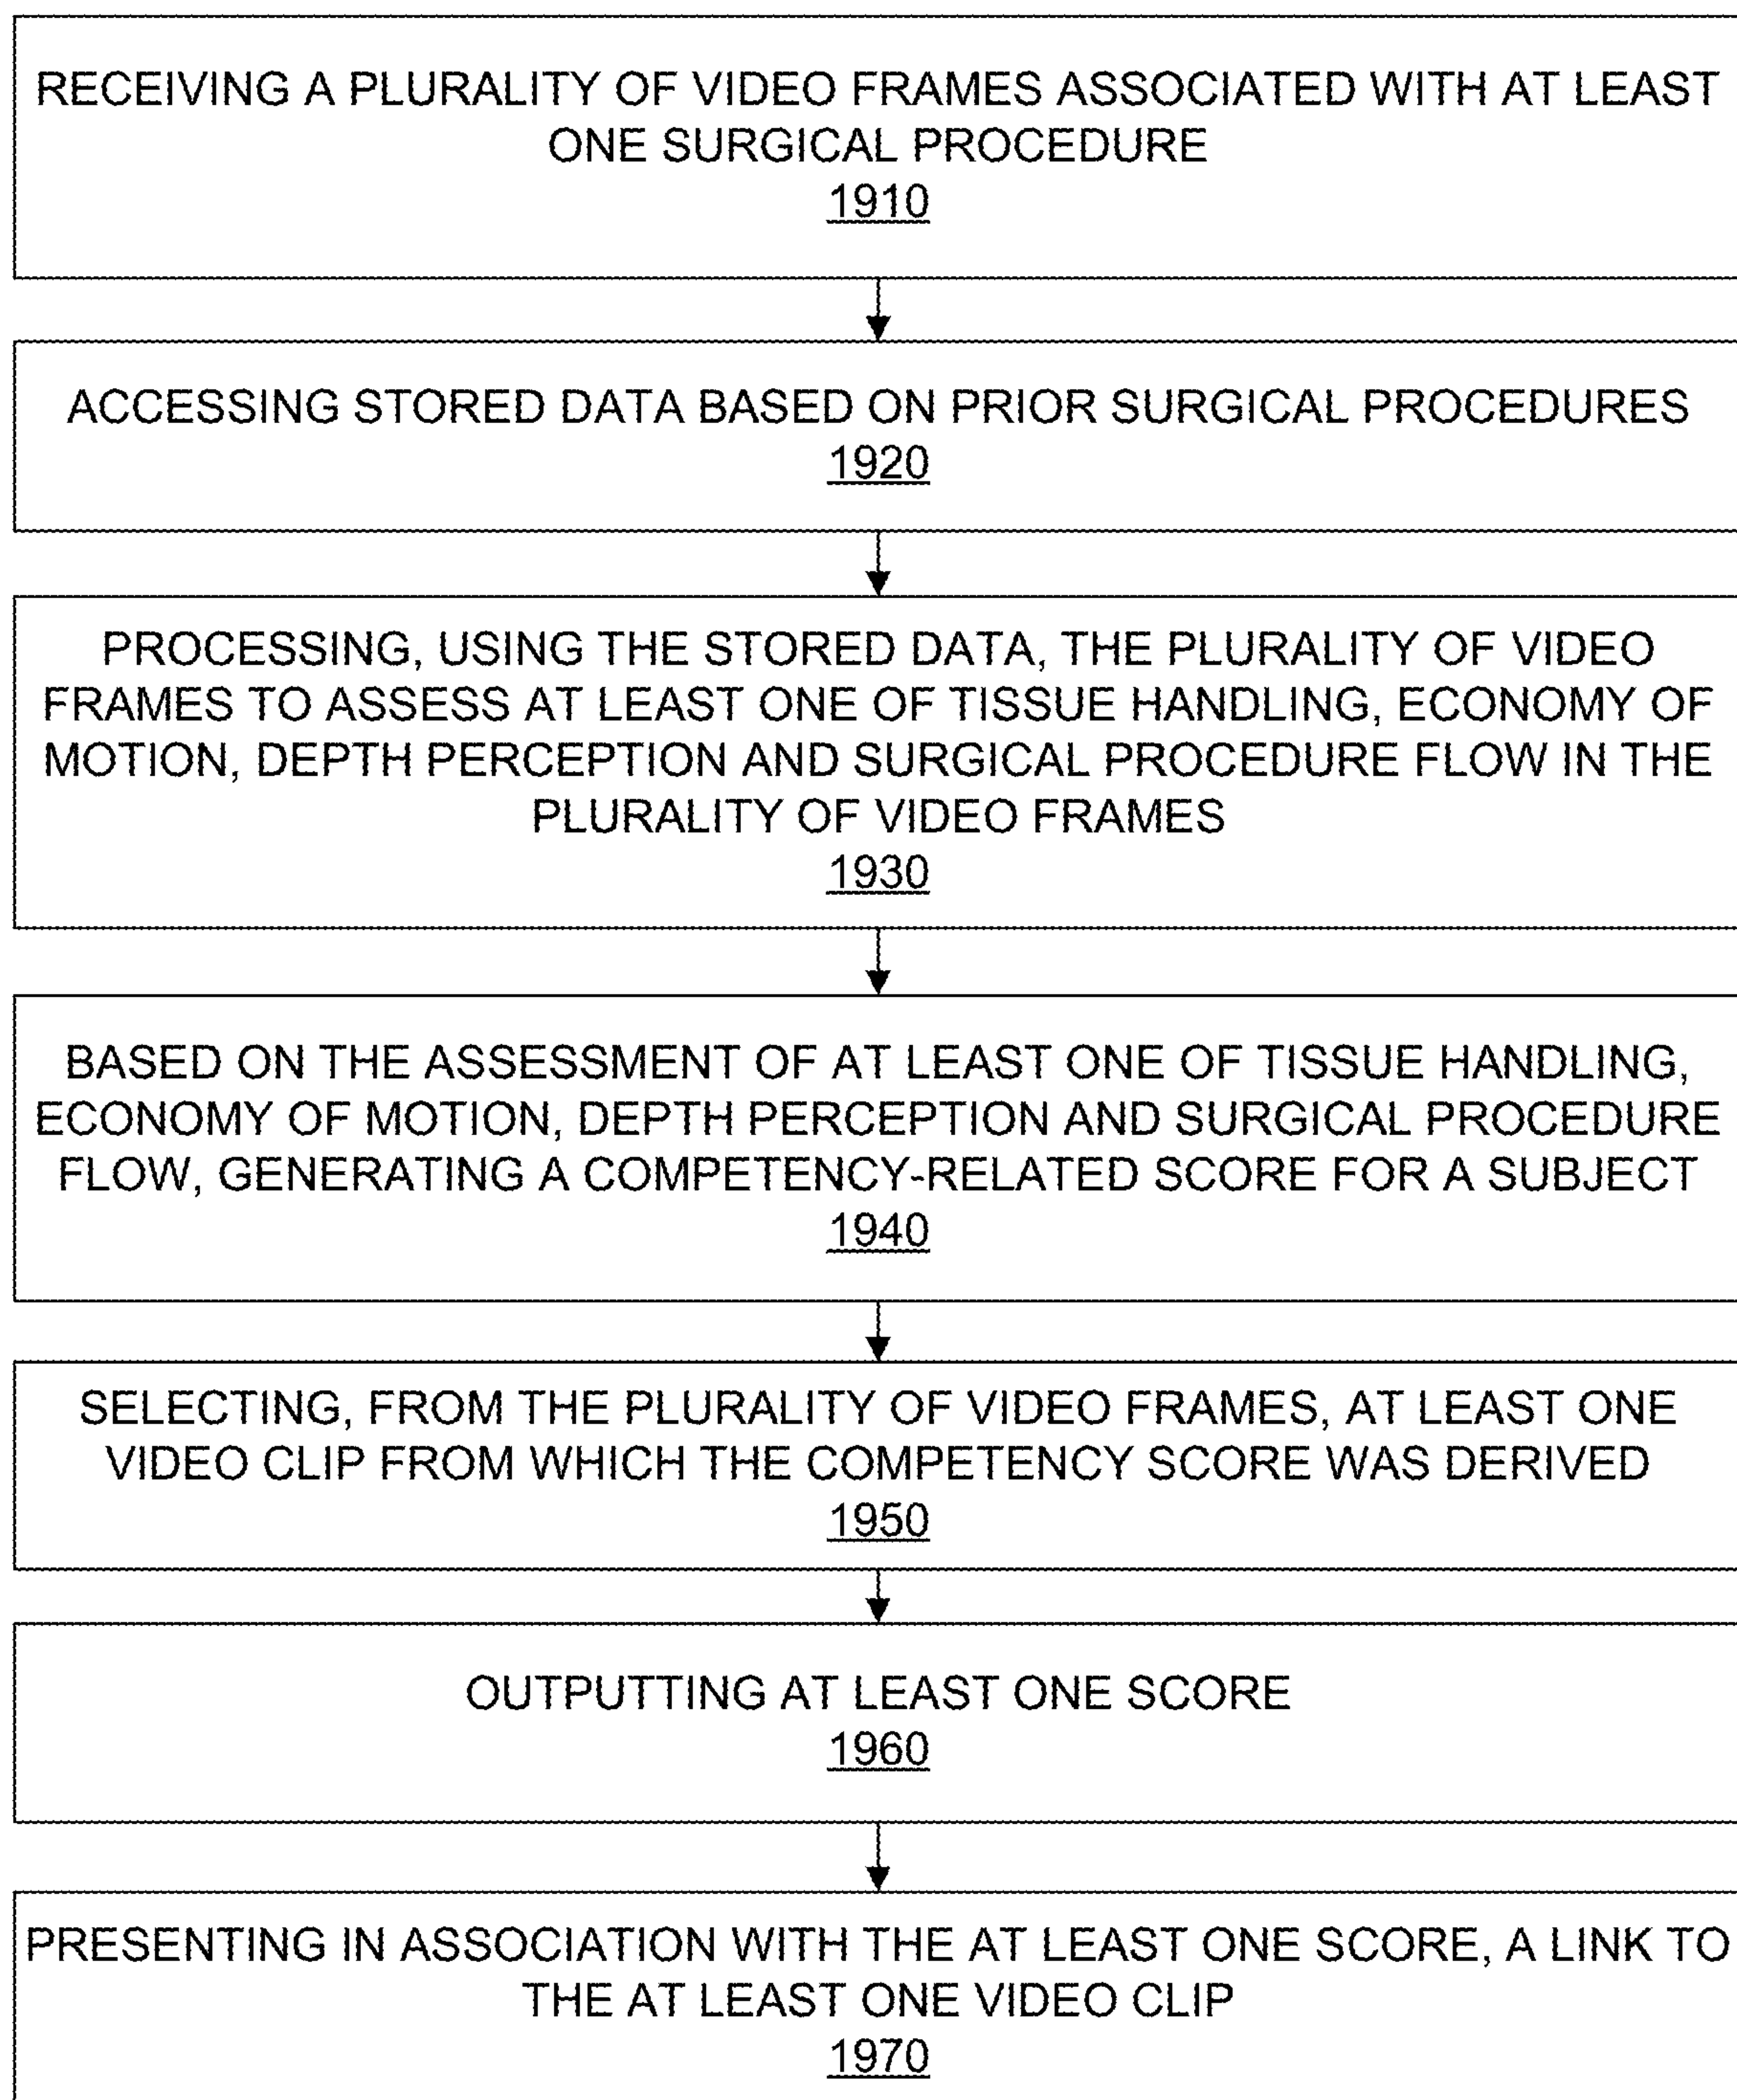 RECEIVING A PLURALITY OF VIDEO FRAMES ASSOCIATED WITH AT LEAST
ONE SURGICAL PROCEDURE
1910
ACCESSING STORED DATA BASED ON PRIOR SURGICAL PROCEDURES
1920
PROCESSING, USING THE STORED DATA, THE PLURALITY OF VIDEO
FRAMES TO ASSESS AT LEAST ONE OF TISSUE HANDLING, ECONOMY OF
MOTION, DEPTH PERCEPTION AND SURGICAL PROCEDURE FLOW IN THE
PLURALITY OF VIDEO FRAMES
1930
BASED ON THE ASSESSMENT OF AT LEAST ONE OF TISSUE HANDLING,
ECONOMY OF MOTION, DEPTH PERCEPTION AND SURGICAL PROCEDURE
FLOW, GENERATING A COMPETENCY-RELATED SCORE FOR A SUBJECT
1940
SELECTING, FROM THE PLURALITY OF VIDEO FRAMES, AT LEAST ONE
VIDEO CLIP FROM WHICH THE COMPETENCY SCORE WAS DERIVED
1950
OUTPUTTING AT LEAST ONE SCORE
1960
PRESENTING IN ASSOCIATION WITH THE AT LEAST ONE SCORE, A LINK TO
THE AT LEAST ONE VIDEO CLIP
1970